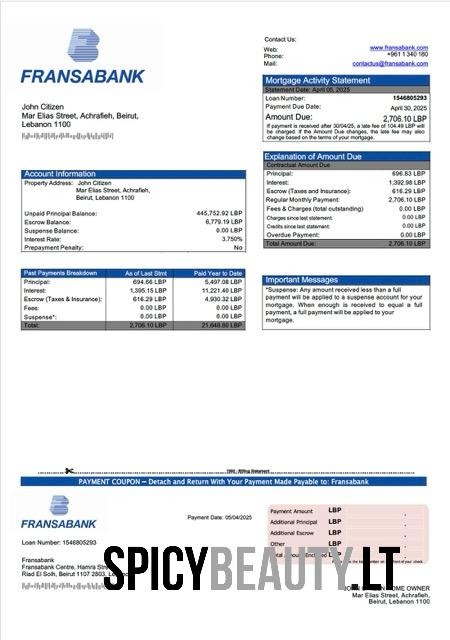 FRANSABANK
Contact Us:
Web: www.fransabank.com
Phone: +961 1 340 180
Mail: contactus@fransabank.com
John Citizen
Mar Elias Street, Achrafieh, Beirut,
Lebanon 1100
Mortgage Activity Statement
Statement Date: April 05, 2025
Loan Number: 1546805293
Payment Due Date: April 30, 2025
Amount Due: 2,706.10 LBP
If payment is received after 30/04/25, a late fee of 104.49 LBP will
be charged. If the Amount Due changes, the late fee may also
change based on the terms of your mortgage.
Explanation of Amount Due
Contractual Amount Due
Principal: 696.83 LBP
Interest: 1,392.98 LBP
Escrow (Taxes and Insurance): 616.29 LBP
Regular Monthly Payment: 2,706.10 LBP
Fees & Charges (total outstanding) 0.00 LBP
Charges since last statement: 0.00 LBP
Credits since last statement: 0.00 LBP
Overdue Payment: 0.00 LBP
Total Amount Due: 2,706.10 LBP
Account Information
Property Address: John Citizen
Mar Elias Street, Achrafieh,
Beirut, Lebanon 1100
Unpaid Principal Balance: 445,752.92 LBP
Escrow Balance: 6,779.19 LBP
Suspense Balance: 0.00 LBP
Interest Rate: 3.750%
Prepayment Penalty: No
Past Payments Breakdown As of Last Stmt Paid Year to Date
Principal: 694.66 LBP 5,497.08 LBP
Interest: 1,395.15 LBP 11,221.40 LBP
Escrow (Taxes & Insurance): 616.29 LBP 4,930.32 LBP
Fees: 0.00 LBP 0.00 LBP
Suspense*: 0.00 LBP 0.00 LBP
Total: 2,706.10 LBP 21,648.80 LBP
Important Messages
*Suspense: Any amount received less than a full
payment will be applied to a suspense account for your
mortgage. When enough is received to equal a full
payment, a full payment will be applied to your
mortgage.
PAYMENT COUPON – Detach and Return With Your Payment Made Payable to: Fransabank
FRANSABANK
Payment Date: 05/04/2025
Loan Number: 1546805293
Fransabank
Fransabank Centre, Hamra
Riad El Solh, Beirut 1107 2803,
Payment Amount LBP
Additional Principal LBP
Additional Escrow LBP
Other LBP
Total Amount Enclosed LBP
SPICYBEAUTY.LT
HOME OWNER
Mar Elias Street, Achrafieh,
Beirut, Lebanon 1100